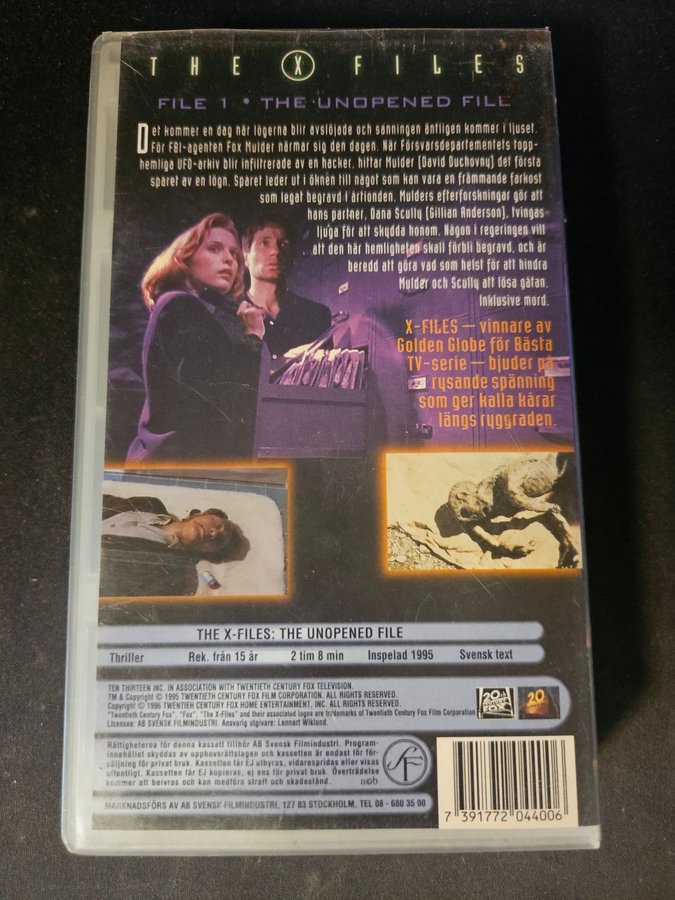 THE X FILES
FILE 1 • THE UNOPENED FILE
Det kommer en dag när lögerna blir avslöjade och sanningen äntligen kommer i ljuset.
För FBI-agenten Fox Mulder närmar sig den dagen. När Försvarsdepartementets topp-
hemliga UFO-arkiv blir infiltrerade av en hacker, hittar Mulder (David Duchovny) det första
spåret av en lögn. Spåret leder ut i öknen till något som kan vara en främmande farkost
som legat begravd i årtionden. Mulders efterforskningar gör att
hans partner, Dana Scully (Gillian Anderson), tvingas
ljuga för att skydda honom. Någon i regeringen vill
att den här hemligheten skall förbli begravd, och är
beredd att göra vad som helst för att hindra
Mulder och Scully att lösa gåtan.
Inklusive mord.
X-FILES — vinnare av
Golden Globe för Bästa
TV-serie — bjuder på
rysande spänning
som ger kalla kårar
längs ryggraden.
THE X-FILES: THE UNOPENED FILE
Thriller Rek. från 15 år 2 tim 8 min Inspelad 1995 Svensk text
TEN THIRTEEN INC. IN ASSOCIATION WITH TWENTIETH CENTURY FOX TELEVISION.
TM & Copyright © 1995 TWENTIETH CENTURY FOX FILM CORPORATION. ALL RIGHTS RESERVED.
Copyright © 1996 TWENTIETH CENTURY FOX HOME ENTERTAINMENT, INC. ALL RIGHTS RESERVED.
"Twentieth Century Fox", "Fox", "The X-Files" and their associated logos are trademarks of Twentieth Century Fox Film Corporation
Licensee: AB SVENSK FILMINDUSTRI. Ansvarig utgivare: Lennart Wiklund.
Rättigheterna för denna kassett tillhör AB Svensk Filmindustri. Program-
innehållet skyddas av upphovsrättslagen och kassetten är endast för för-
säljning för privat bruk. Kassetten får EJ uthyras, vidarespridas eller visas
offentligt. Kassetten får EJ kopieras, ej ens för privat bruk. Överträdelse
kommer att beivras och kan medföra straff och skadestånd.
n©b
SF
MARKNADSFÖRS AV AB SVENSK FILMINDUSTRI, 127 83 STOCKHOLM, TEL 08 - 680 35 00
7 391772 044006